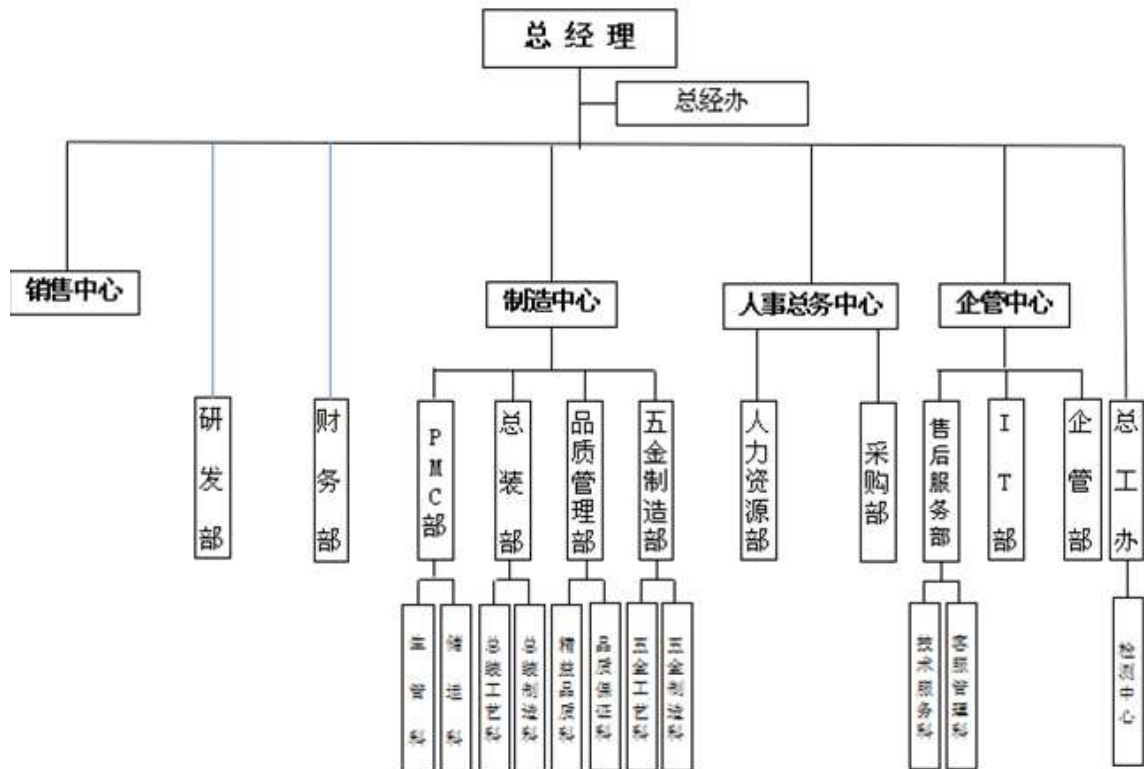 总经理
总经办
销售中心
制造中心
人事总务中心
企管中心
研发部
财务部
PMC部
总装部
品质管理部
五金制造部
人力资源部
采购部
售后服务部
IT部
企管部
总工办
生管科
储运科
总装工艺科
总装制造科
精益品质科
品质保证科
五金工艺科
五金制造科
技术服务科
客服管理科
检测中心